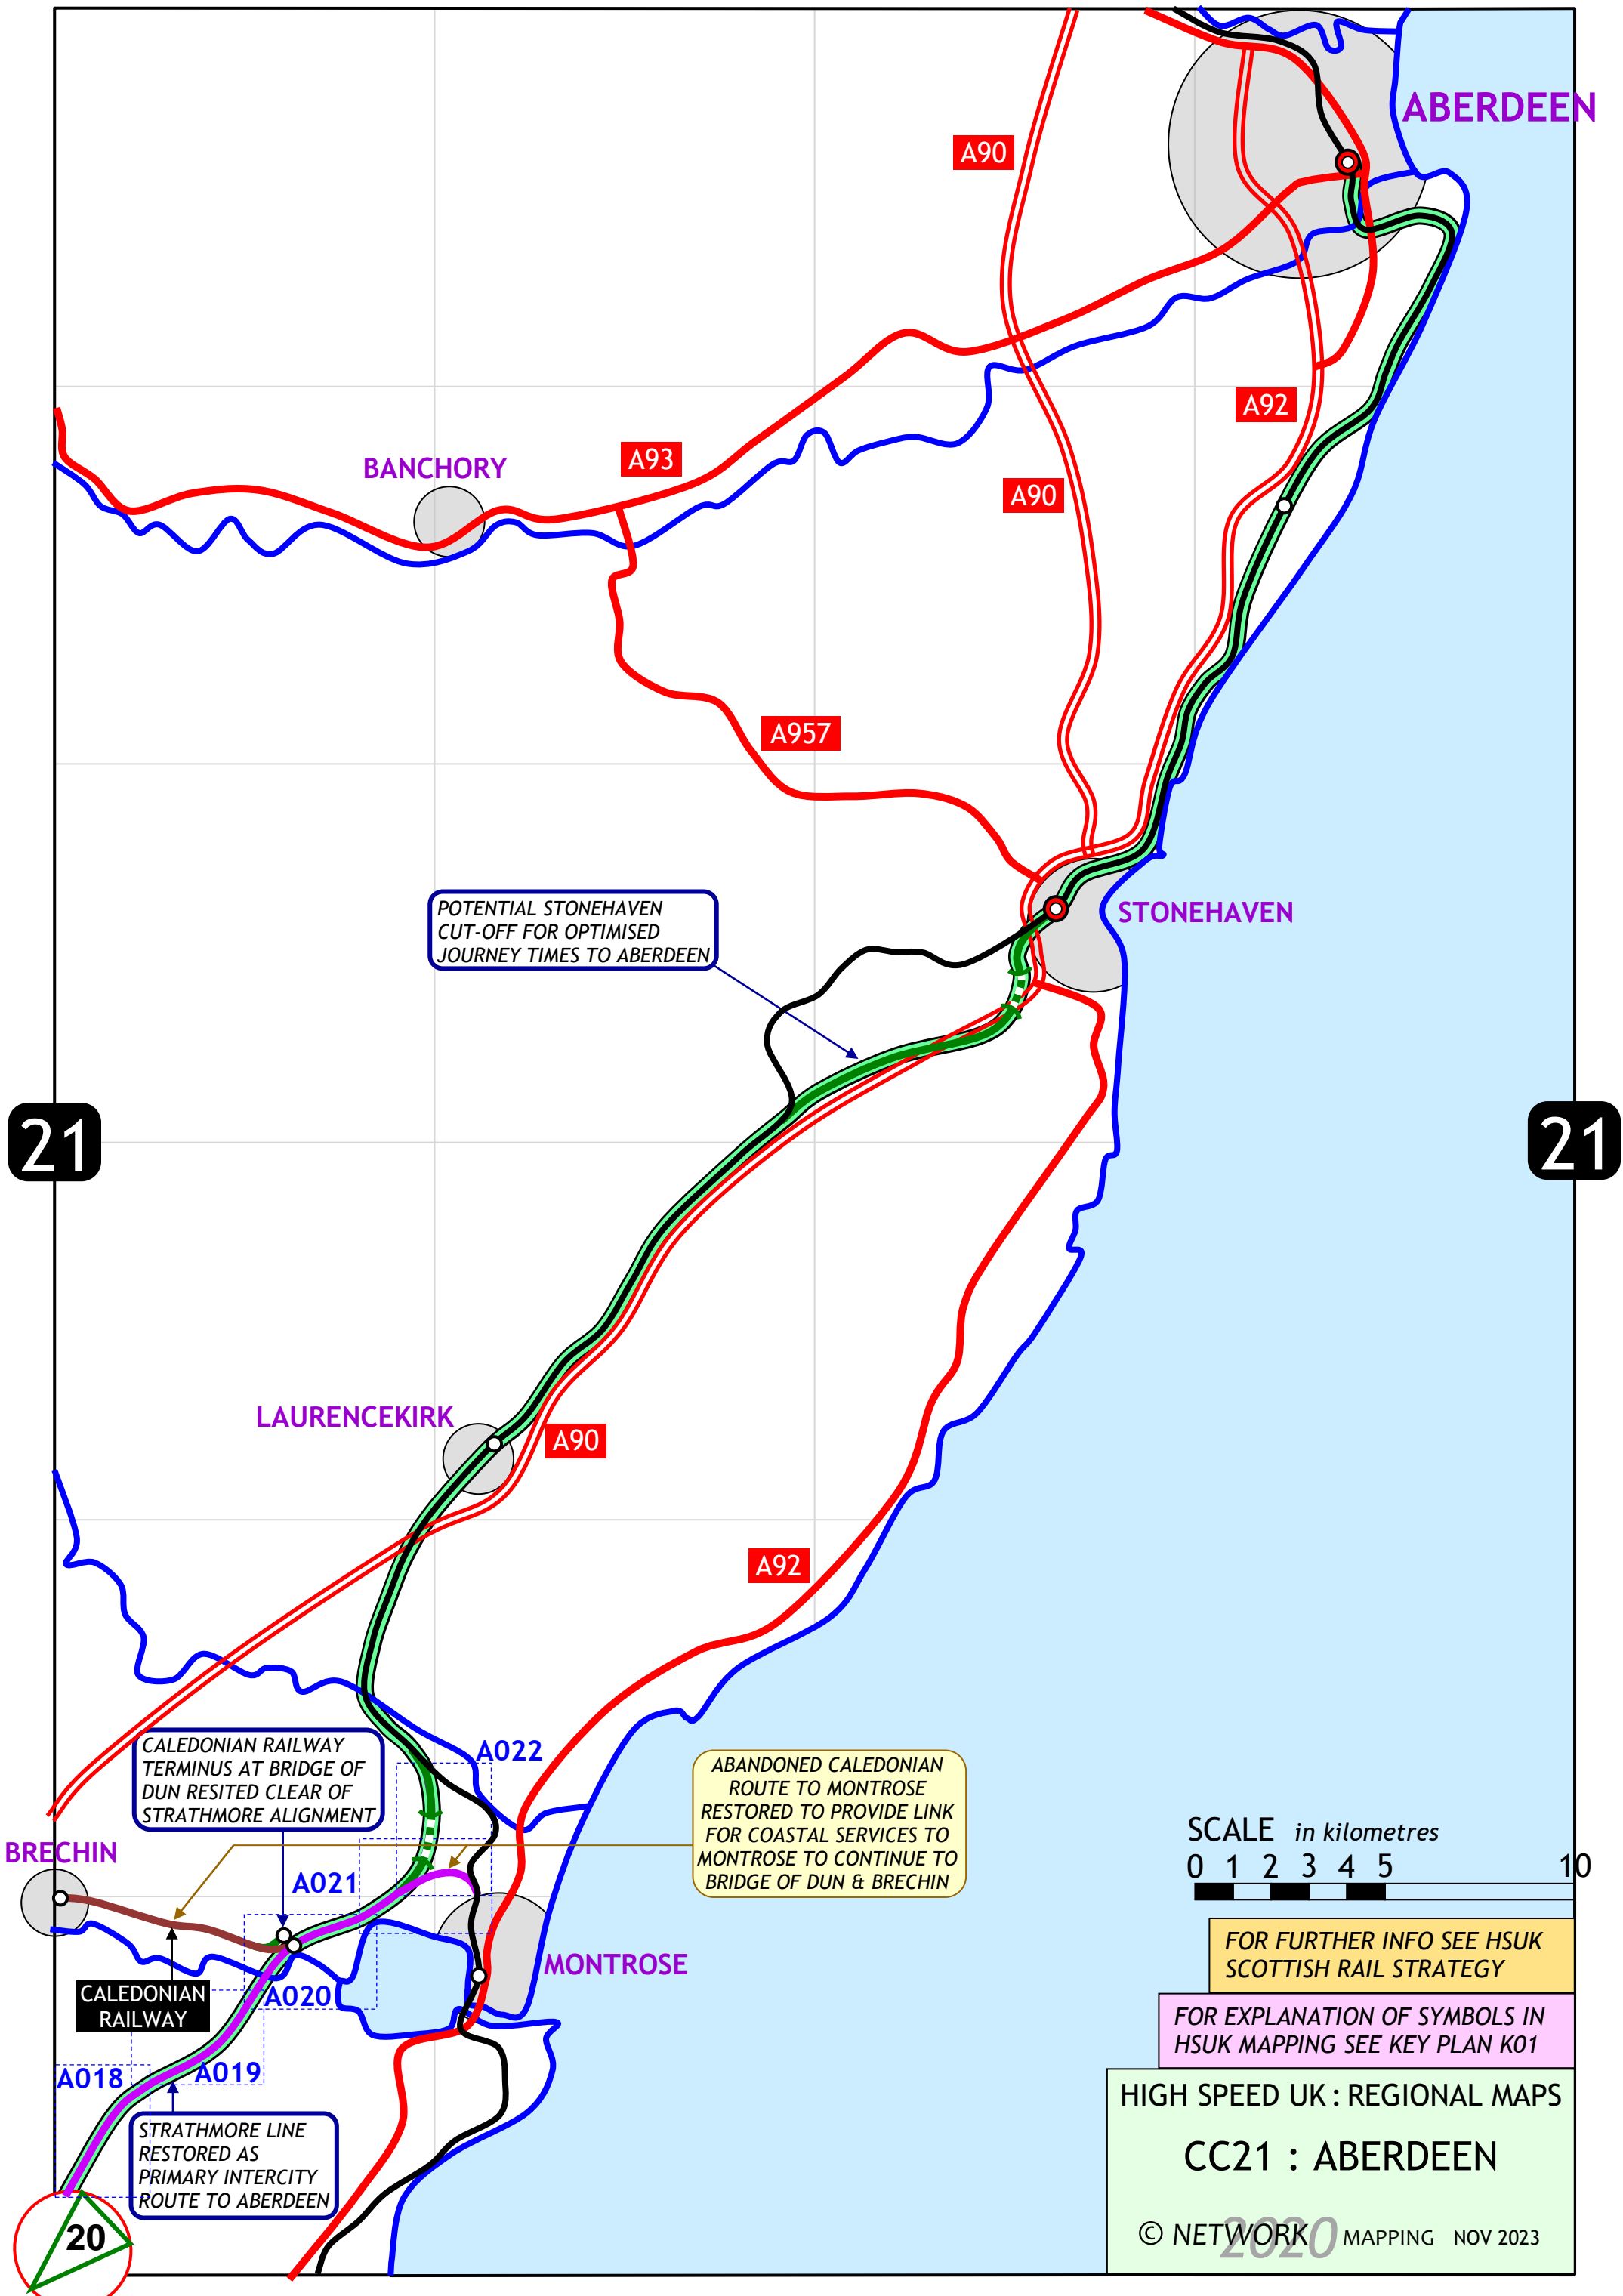 ABERDEEN
A90
A92
BANCHORY
A93
A90
A957
POTENTIAL STONEHAVEN
CUT-OFF FOR OPTIMISED
JOURNEY TIMES TO ABERDEEN
STONEHAVEN
21
21
LAURENCEKIRK
A90
A92
CALEDONIAN RAILWAY
TERMINUS AT BRIDGE OF
DUN RESITED CLEAR OF
STRATHMORE ALIGNMENT
A022
ABANDONED CALEDONIAN
ROUTE TO MONTROSE
RESTORED TO PROVIDE LINK
FOR COASTAL SERVICES TO
MONTROSE TO CONTINUE TO
BRIDGE OF DUN & BRECHIN
BRECHIN
A021
SCALE in kilometres
0 1 2 3 4 5 10
MONTROSE
CALEDONIAN
RAILWAY
A020
A018
A019
STRATHMORE LINE
RESTORED AS
PRIMARY INTERCITY
ROUTE TO ABERDEEN
20
FOR FURTHER INFO SEE HSUK
SCOTTISH RAIL STRATEGY
FOR EXPLANATION OF SYMBOLS IN
HSUK MAPPING SEE KEY PLAN K01
HIGH SPEED UK : REGIONAL MAPS
CC21 : ABERDEEN
© NETWORK 2020 MAPPING NOV 2023